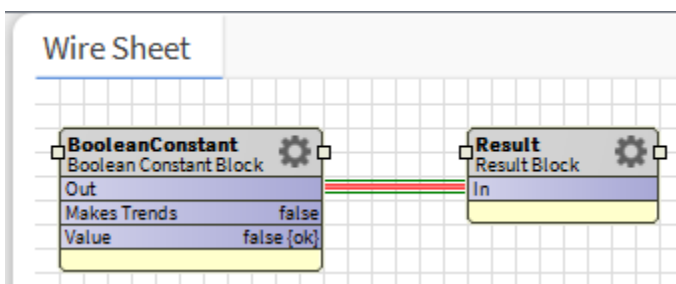 Wire Sheet
BooleanConstant
Boolean Constant Block
Out
Makes Trends false
Value false {ok}
Result
Result Block
In